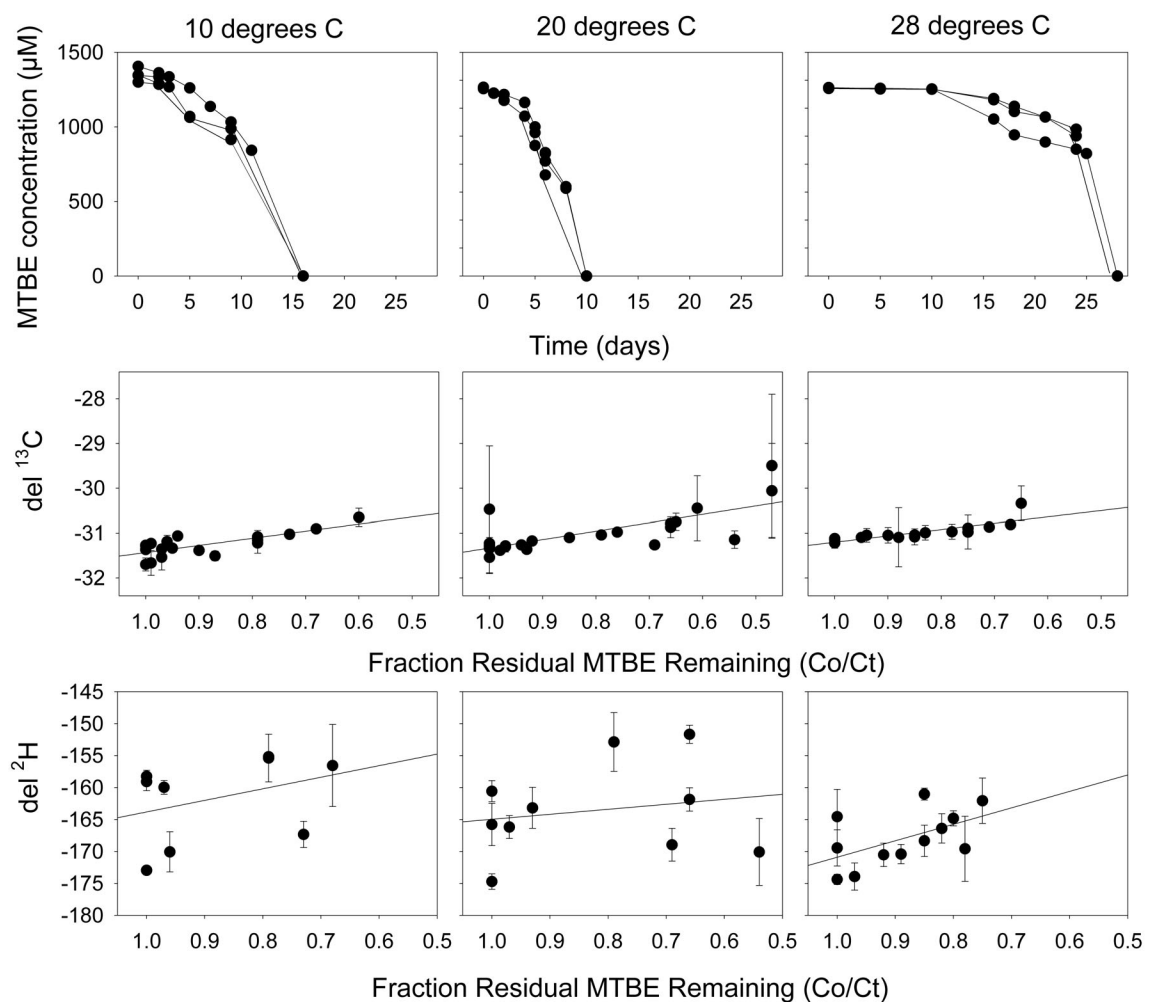 10 degrees C 20 degrees C 28 degrees C
MTBE concentration (µM)
1500
1000
500
0
0 5 10 15 20 25 0 5 10 15 20 25 0 5 10 15 20 25
Time (days)
del 13C
-28
-29
-30
-31
-32
1.0 0.9 0.8 0.7 0.6 0.5 1.0 0.9 0.8 0.7 0.6 0.5 1.0 0.9 0.8 0.7 0.6 0.5
Fraction Residual MTBE Remaining (Co/Ct)
del 2H
-145
-150
-155
-160
-165
-170
-175
-180
1.0 0.9 0.8 0.7 0.6 0.5 1.0 0.9 0.8 0.7 0.6 0.5 1.0 0.9 0.8 0.7 0.6 0.5
Fraction Residual MTBE Remaining (Co/Ct)